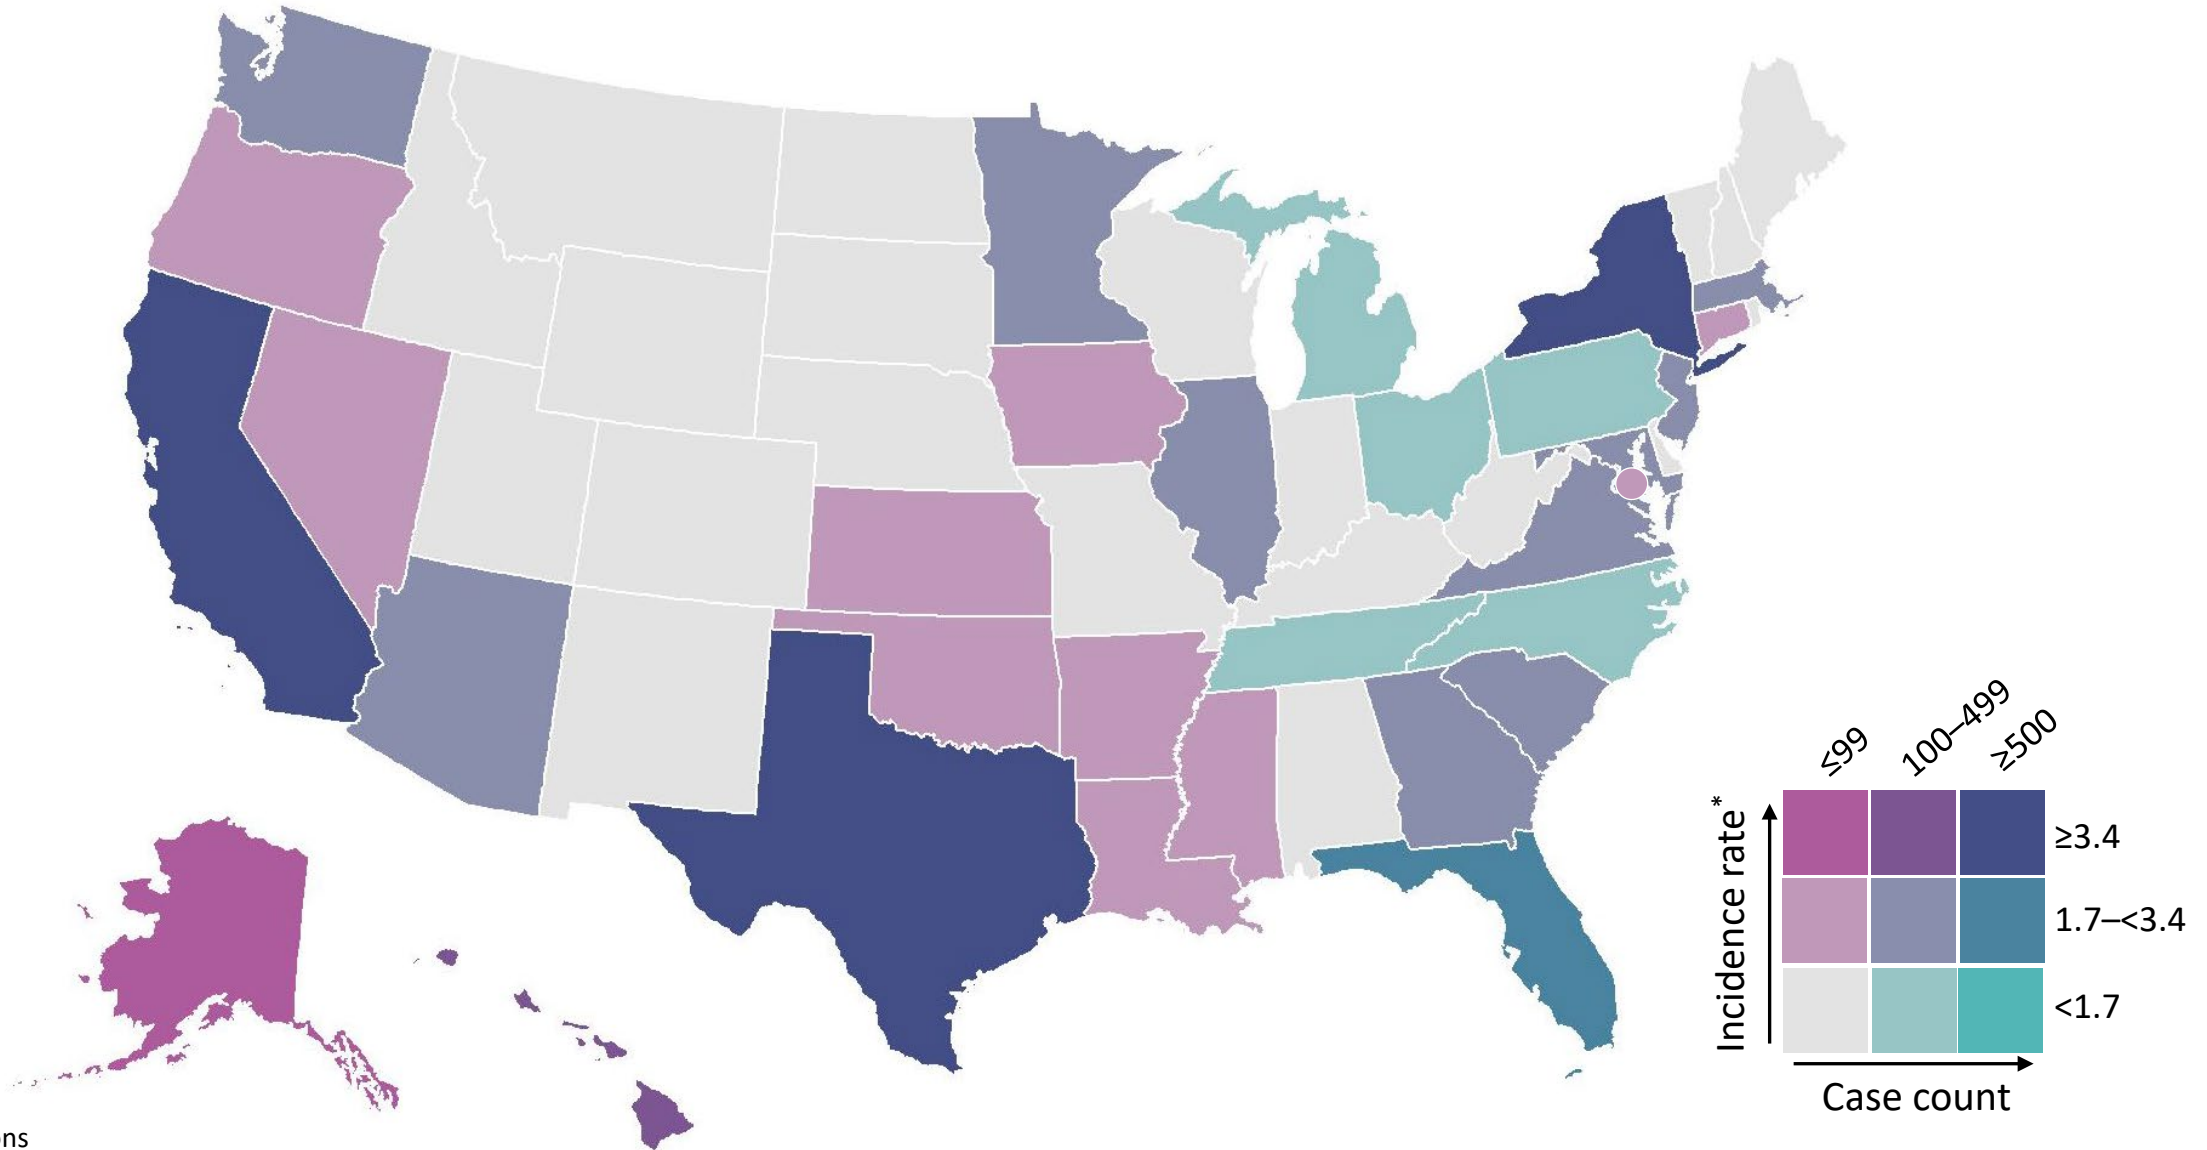 ≤99
100–499
≥500
≥3.4
1.7–<3.4
<1.7
Incidence rate*
Case count
ns